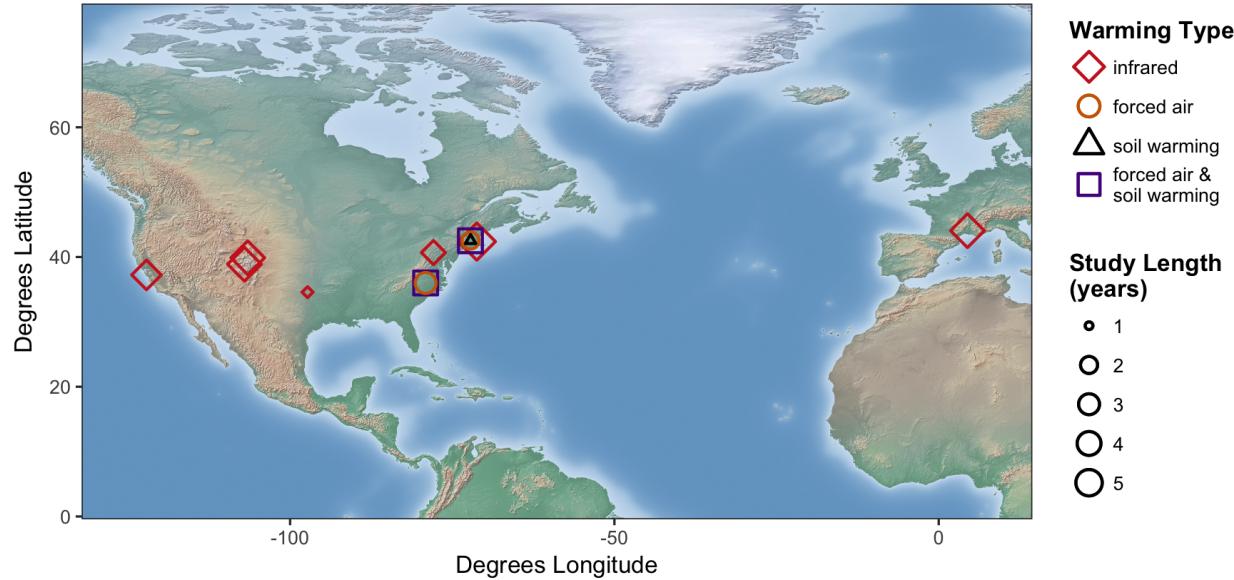 Warming Type
infrared
forced air
soil warming
forced air &
soil warming
Study Length
(years)
1
2
3
4
5
Degrees Latitude
60
40
20
0
-100
-50
0
Degrees Longitude